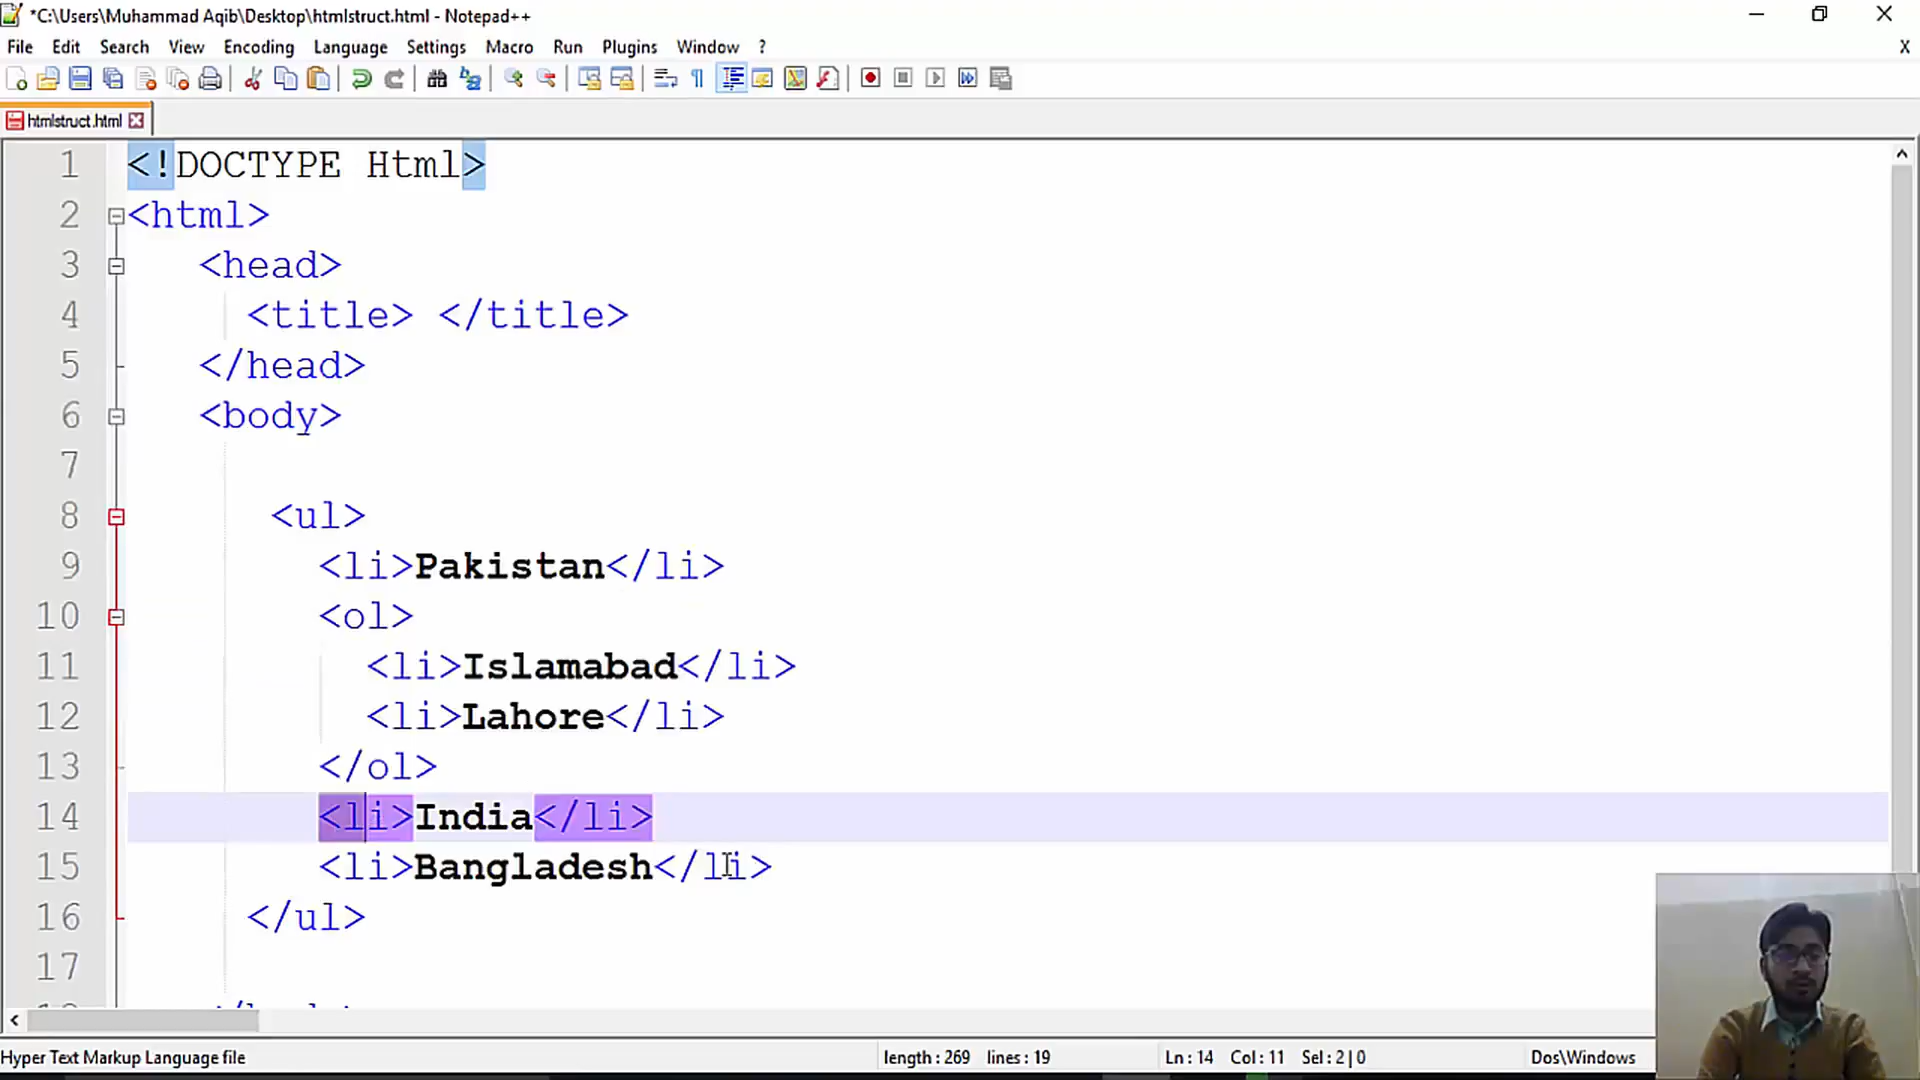 *C:\Users\Muhammad Aqib\Desktop\htmlstruct.html - Notepad++
File Edit Search View Encoding Language Settings Macro Run Plugins Window ? X
htmlstruct.html
1 <!DOCTYPE Html>
2 <html>
3 <head>
4 <title> </title>
5 </head>
6 <body>
7
8 <ul>
9 <li>Pakistan</li>
10 <ol>
11 <li>Islamabad</li>
12 <li>Lahore</li>
13 </ol>
14 <li>India</li>
15 <li>Bangladesh</li>
16 </ul>
17
Hyper Text Markup Language file length : 269 lines : 19 Ln : 14 Col : 11 Sel : 2 | 0 Dos\Windows